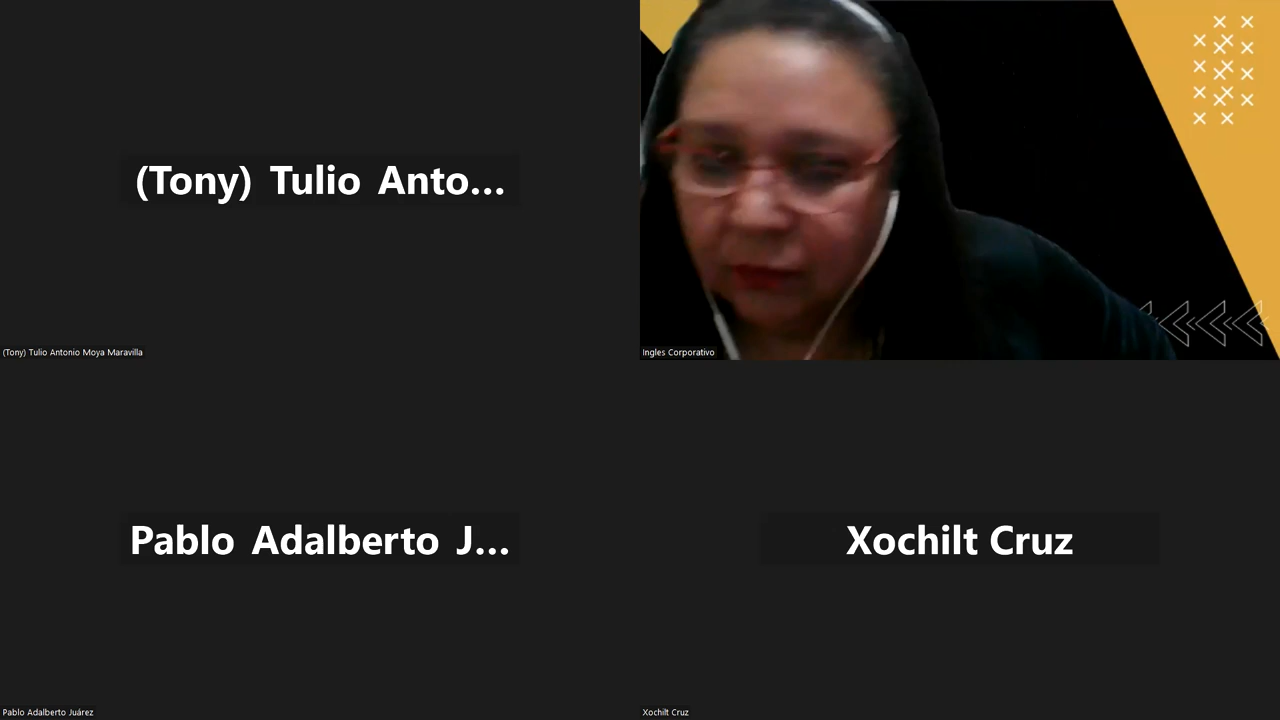 (Tony) Tulio Anto...
(Tony) Tulio Antonio Moya Maravilla
Ingles Corporativo
Pablo Adalberto J...
Xochilt Cruz
Pablo Adalberto Juárez
Xochilt Cruz